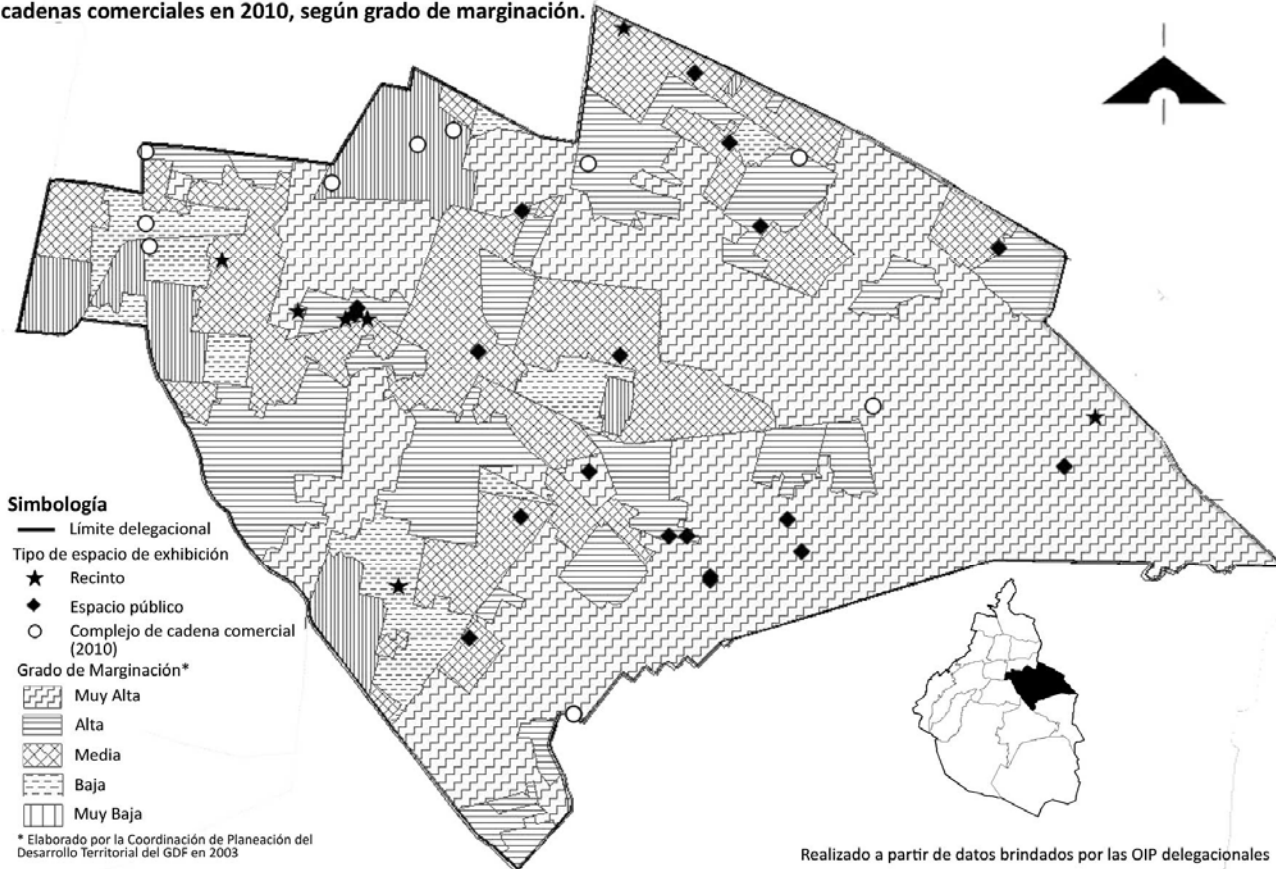 cadenas comerciales en 2010, según grado de marginación.
Simbología
Límite delegacional
Tipo de espacio de exhibición
Recinto
Espacio público
Complejo de cadena comercial
(2010)
Grado de Marginación*
Muy Alta
Alta
Media
Baja
Muy Baja
* Elaborado por la Coordinación de Planeación del
Desarrollo Territorial del GDF en 2003
Realizado a partir de datos brindados por las OIP delegacionales